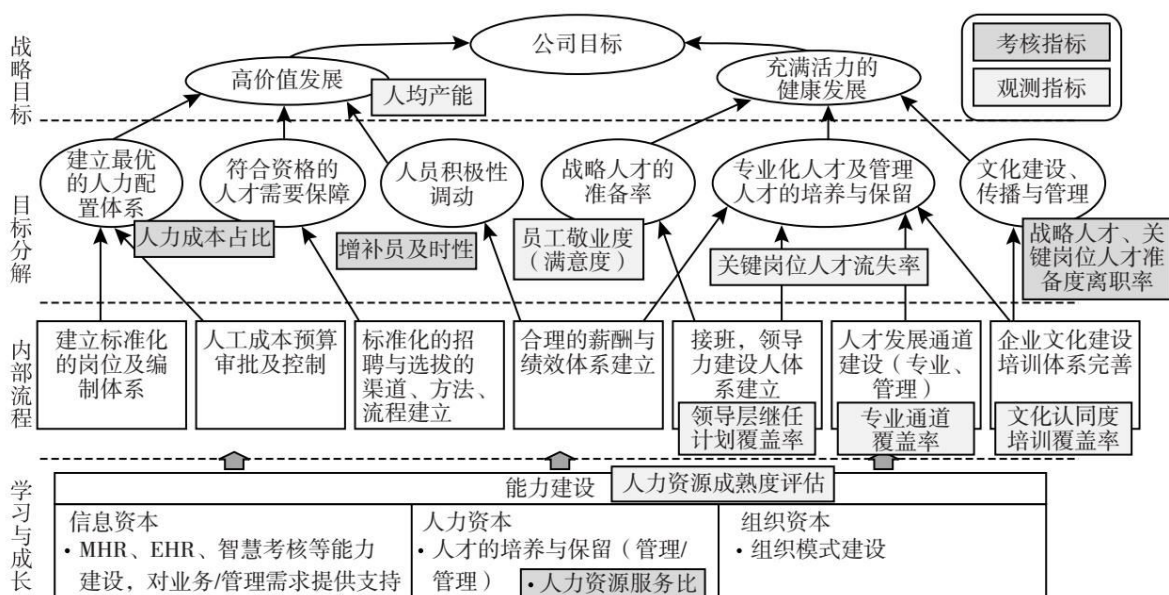 战略目标
公司目标
高价值发展
人均产能
充满活力的
健康发展
考核指标
观测指标
目标分解
建立最优
的人力配
置体系
人力成本占比
符合资格的
人才需要保障
人员积极性
调动
增补员及时性
战略人才的
准备率
员工敬业度
（满意度）
专业化人才及管理
人才的培养与保留
关键岗位人才流失率
文化建设、
传播与管理
战略人才、关
键岗位人才准
备度离职率
内部流程
建立标准化
的岗位及编
制体系
人工成本预算
审批及控制
标准化的招
聘与选拔的
渠道、方法、
流程建立
合理的薪酬与
绩效体系建立
接班，领导
力建设人体
系建立
领导层继任
计划覆盖率
人才发展通道
建设（专业、
管理）
专业通道
覆盖率
企业文化建设
培训体系完善
文化认同度
培训覆盖率
学习与成长
能力建设
人力资源成熟度评估
信息资本
·MHR、EHR、智慧考核等能力
建设，对业务/管理需求提供支持
人力资本
·人才的培养与保留（管理/
管理）
·人力资源服务比
组织资本
·组织模式建设